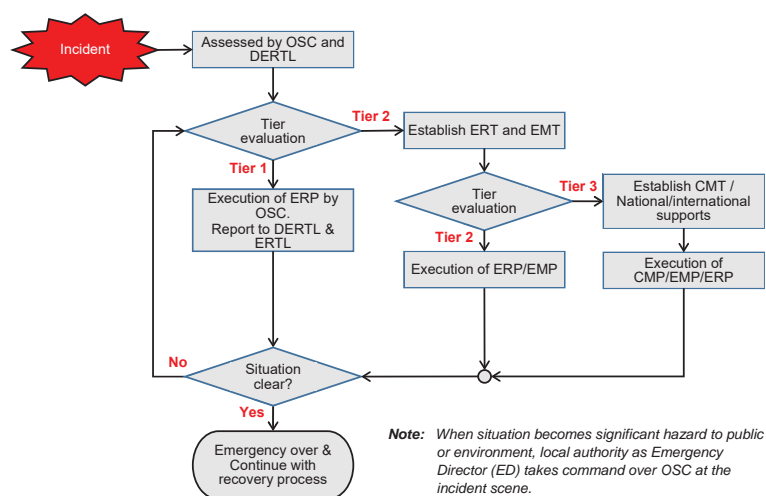 Incident
Assessed by OSC and
DERTL
Tier
evaluation
Tier 2
Establish ERT and EMT
Tier 1
Execution of ERP by
OSC.
Report to DERTL &
ERTL
Tier
evaluation
Tier 3
Establish CMT /
National/international
supports
Tier 2
Execution of ERP/EMP
Execution of
CMP/EMP/ERP
No
Situation
clear?
Yes
Emergency over &
Continue with
recovery process
Note: When situation becomes significant hazard to public
or environment, local authority as Emergency
Director (ED) takes command over OSC at the
incident scene.